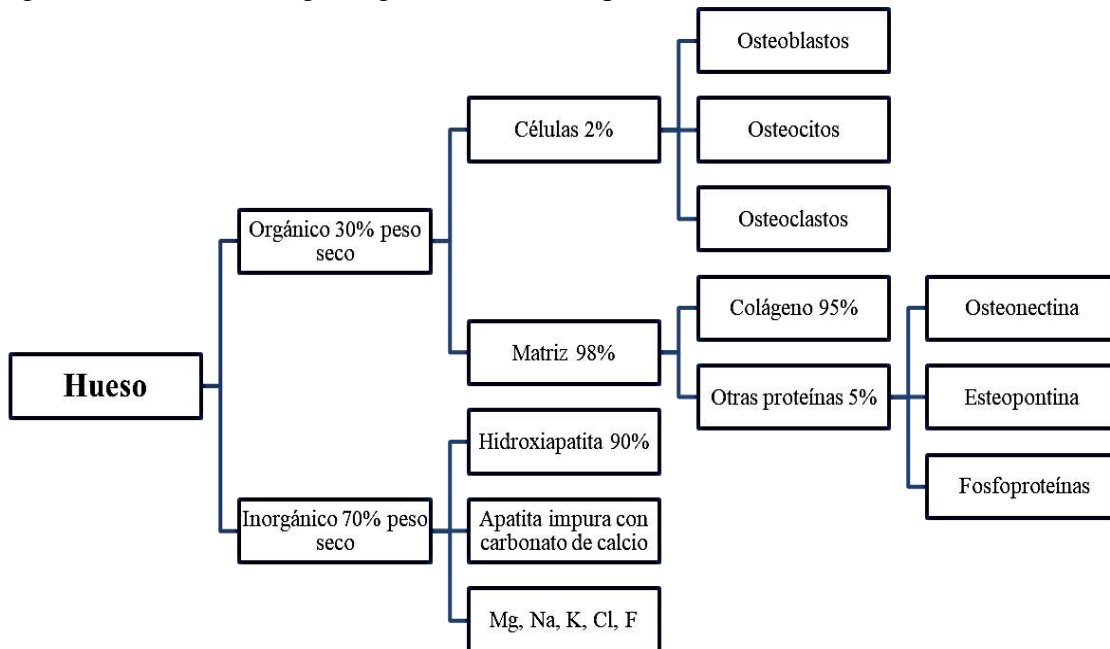 Osteoblastos
Células 2%
Osteocitos
Osteoclastos
Orgánico 30% peso
seco
Colágeno 95%
Osteonectina
Matriz 98%
Otras proteínas 5%
Esteopontina
Fosfoproteínas
Hueso
Hidroxiapatita 90%
Inorgánico 70% peso
seco
Apatita impura con
carbonato de calcio
Mg, Na, K, Cl, F